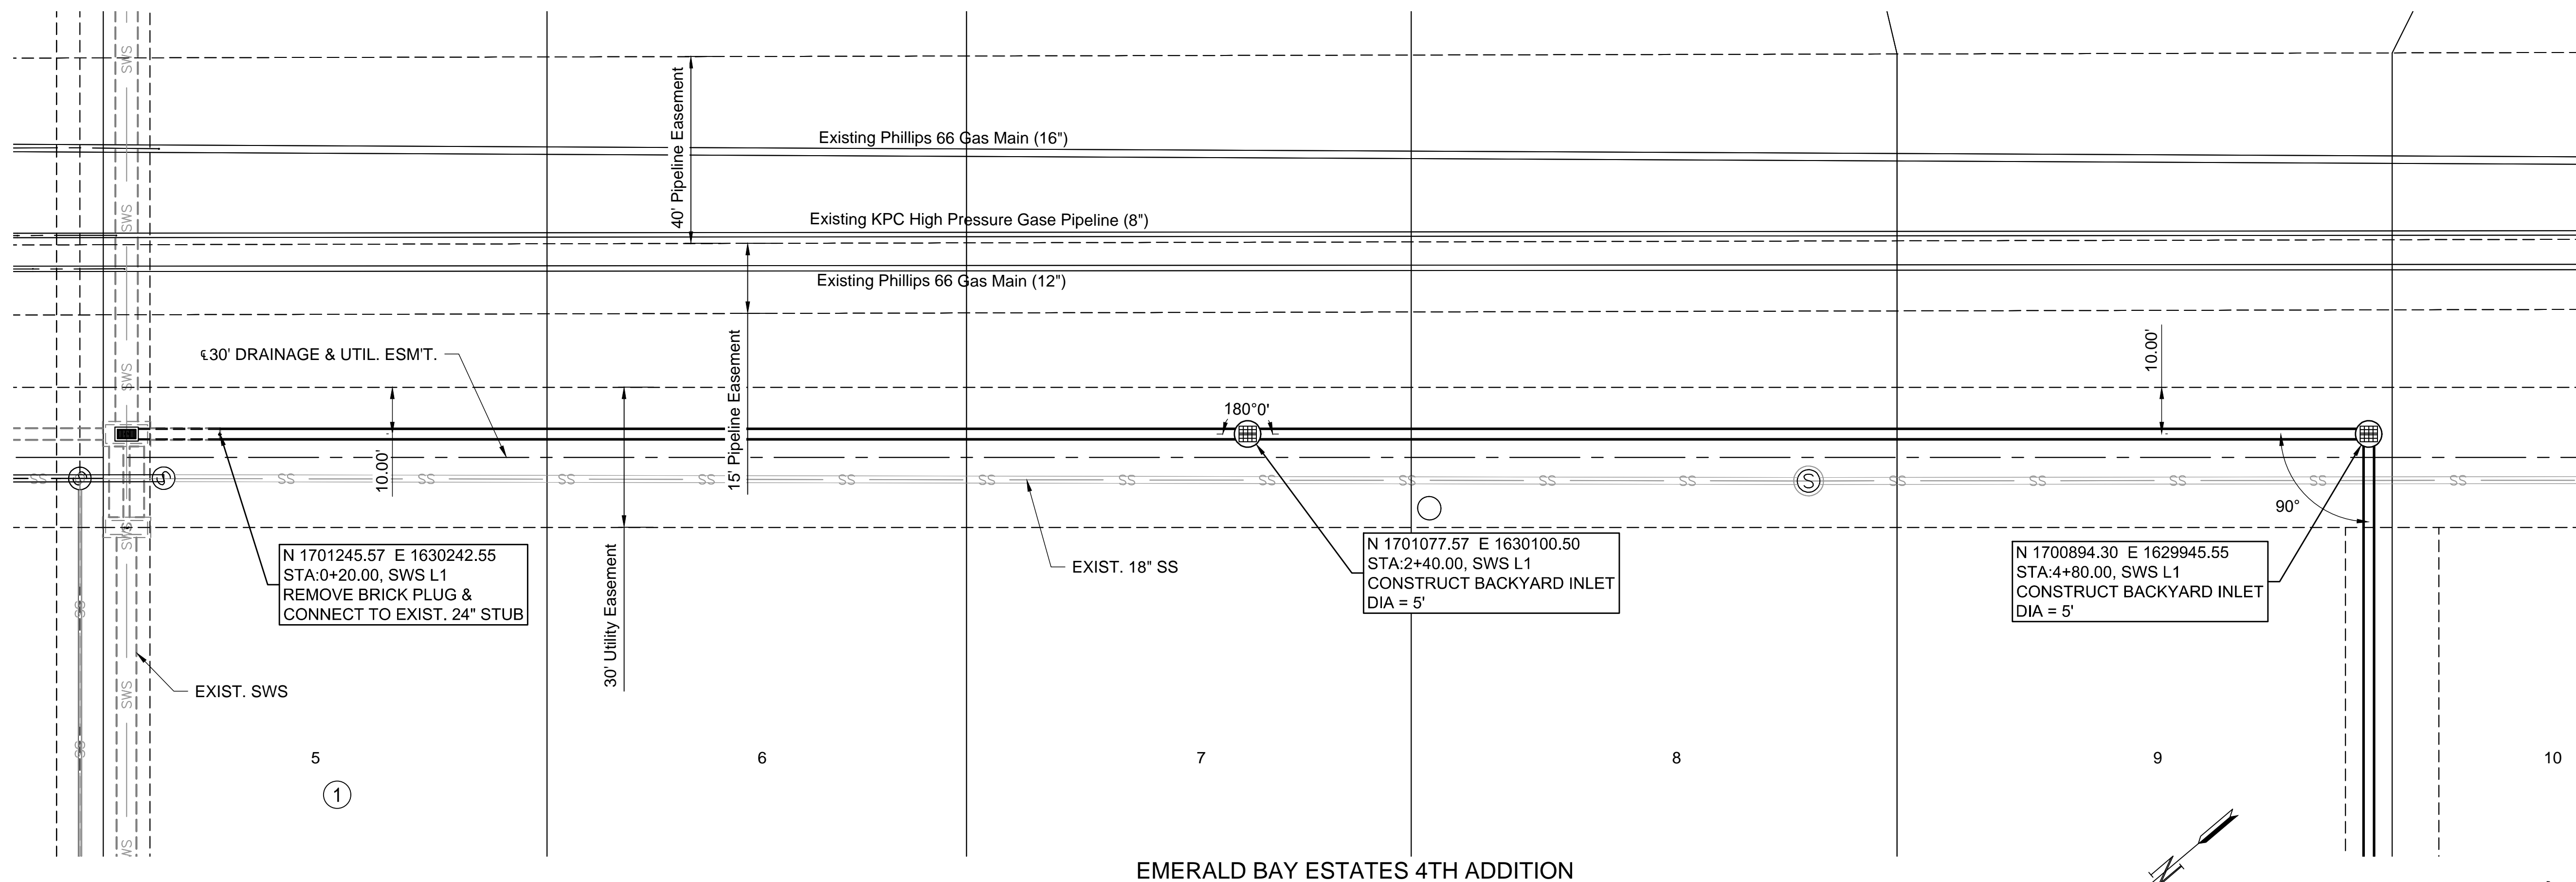 SWS
SWS
SWS
40' Pipeline Easement
Existing Phillips 66 Gas Main (16")
Existing KPC High Pressure Gase Pipeline (8")
Existing Phillips 66 Gas Main (12")
℄30' DRAINAGE & UTIL. ESM'T.
15' Pipeline Easement
10.00'
10.00'
180°0'
SS SS SS SS SS SS SS SS SS SS SS SS SS SS SS SS SS
S
S
S
90°
SWS
30' Utility Easement
EXIST. 18" SS
N 1701245.57 E 1630242.55
STA:0+20.00, SWS L1
REMOVE BRICK PLUG &
CONNECT TO EXIST. 24" STUB
N 1701077.57 E 1630100.50
STA:2+40.00, SWS L1
CONSTRUCT BACKYARD INLET
DIA = 5'
N 1700894.30 E 1629945.55
STA:4+80.00, SWS L1
CONSTRUCT BACKYARD INLET
DIA = 5'
SS
EXIST. SWS
SWS
SS
5
6
7
8
9
10
1
WS
N
EMERALD BAY ESTATES 4TH ADDITION